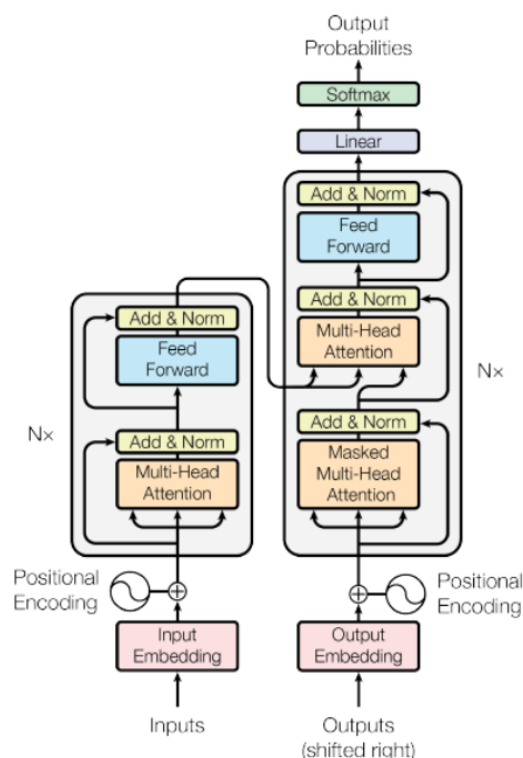 Output
Probabilities
Softmax
Linear
Add & Norm
Feed
Forward
Add & Norm
Multi-Head
Attention
Nx
Add & Norm
Masked
Multi-Head
Attention
Add & Norm
Feed
Forward
Nx
Add & Norm
Multi-Head
Attention
Positional
Encoding
Positional
Encoding
Input
Embedding
Output
Embedding
Inputs
Outputs
(shifted right)